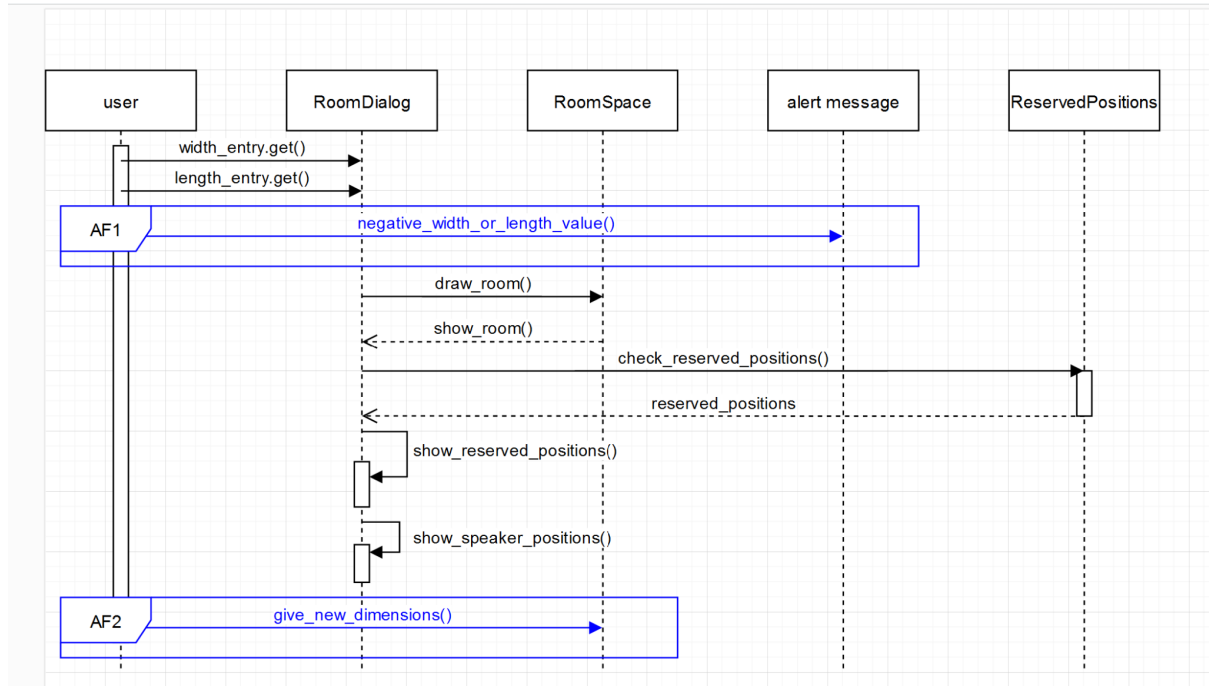 user
RoomDialog
RoomSpace
alert message
ReservedPositions
width_entry.get()
length_entry.get()
AF1
negative_width_or_length_value()
draw_room()
show_room()
check_reserved_positions()
reserved_positions
show_reserved_positions()
show_speaker_positions()
AF2
give_new_dimensions()